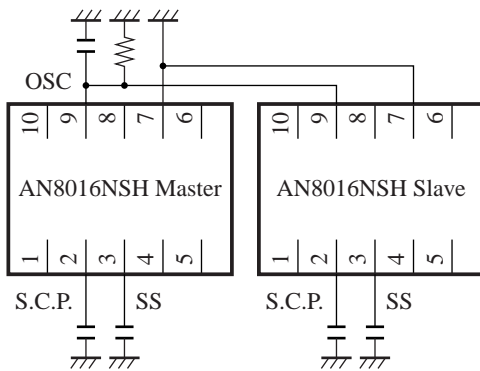 OSC
10 9 8 7 6 10 9 8 7 6
AN8016NSH Master AN8016NSH Slave
1 2 3 4 5 1 2 3 4 5
S.C.P. SS S.C.P. SS